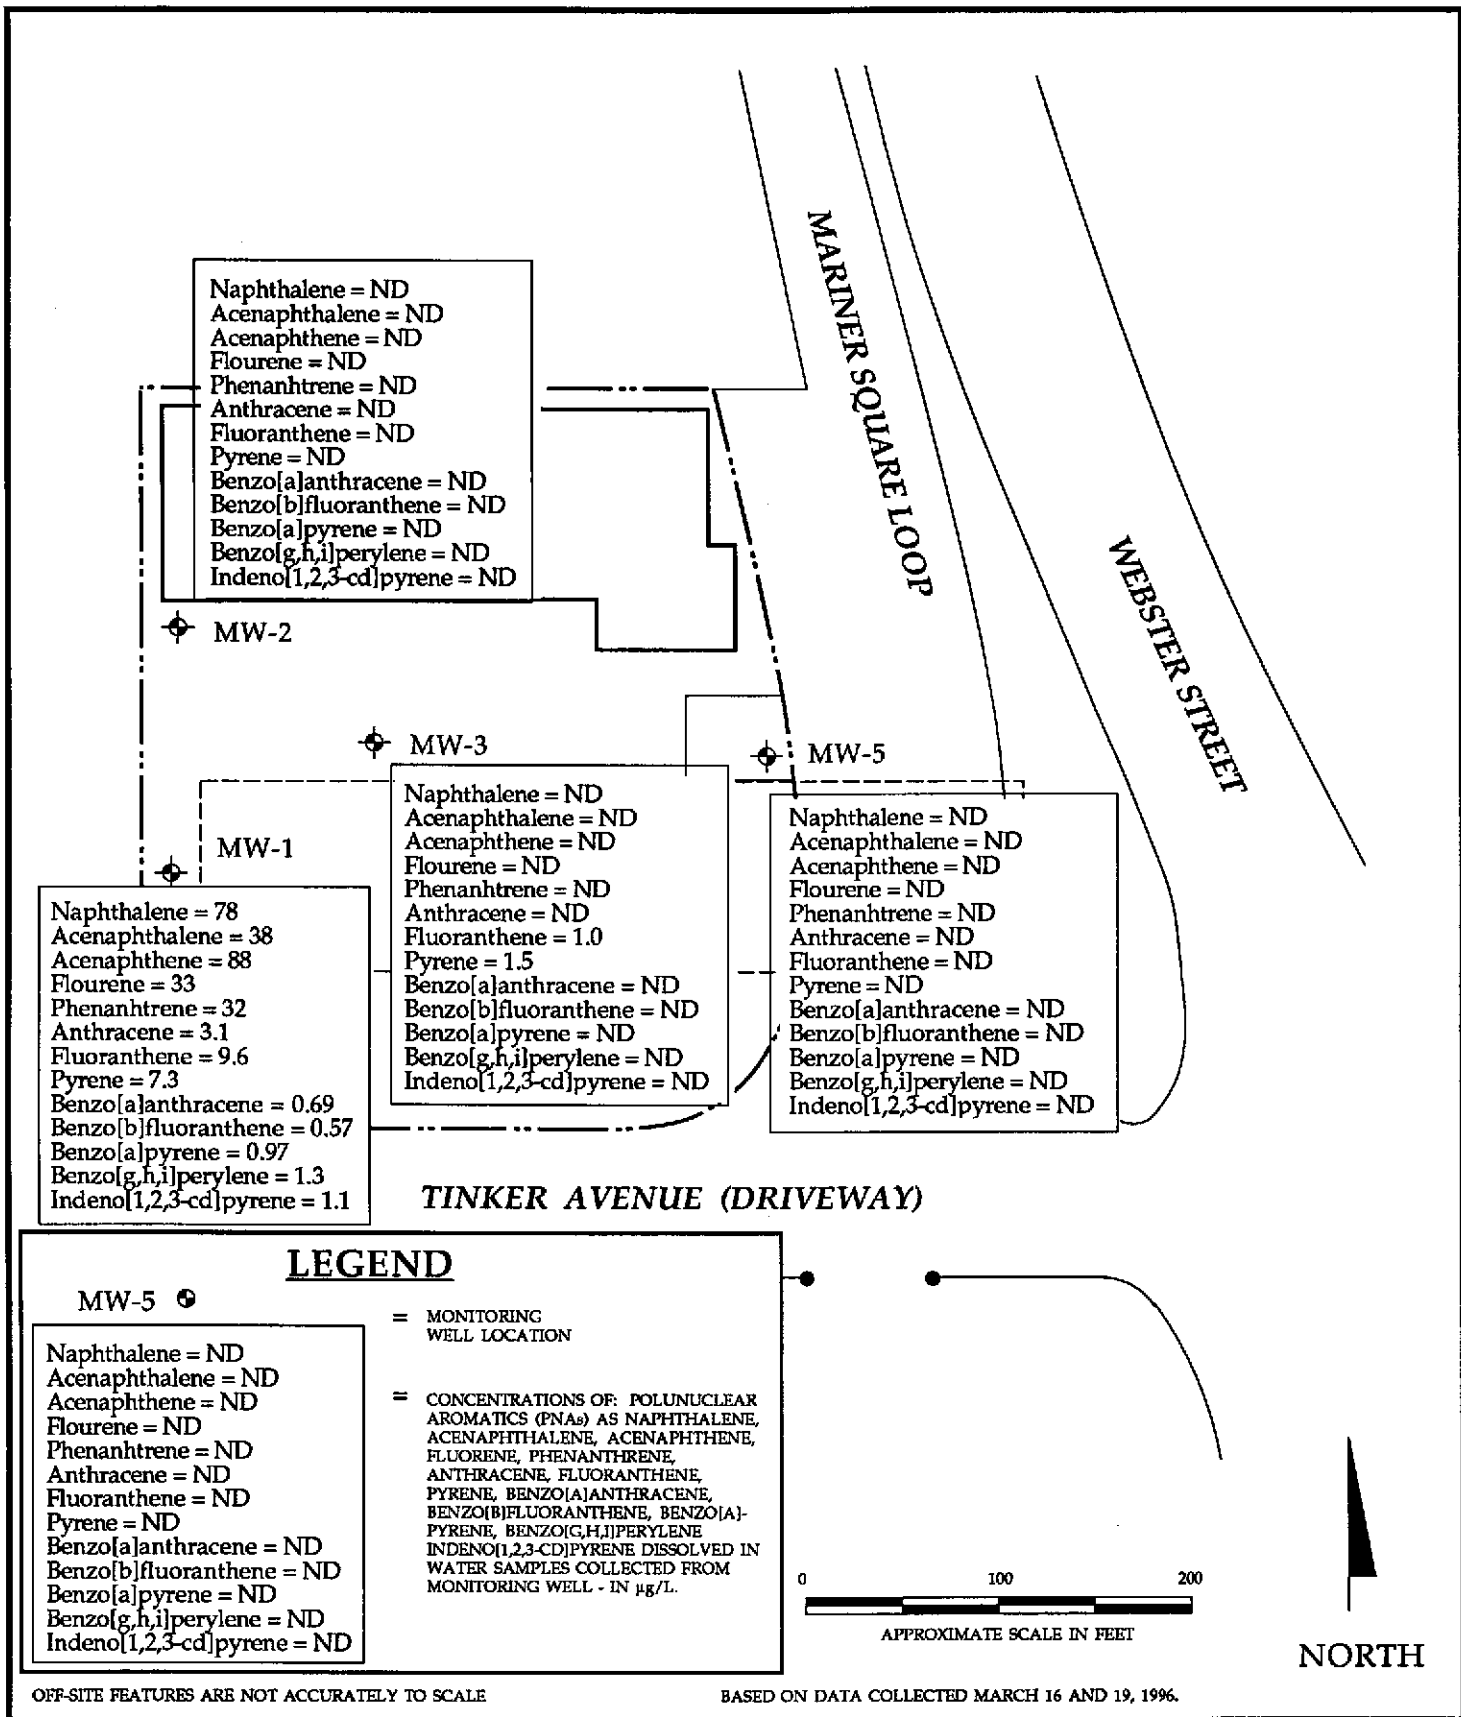 MARINER SQUARE LOOP
WEBSTER STREET
Naphthalene = ND
Acenaphthalene = ND
Acenaphthene = ND
Flourene = ND
Phenanhtrene = ND
Anthracene = ND
Fluoranthene = ND
Pyrene = ND
Benzo[a]anthracene = ND
Benzo[b]fluoranthene = ND
Benzo[a]pyrene = ND
Benzo[g,h,i]perylene = ND
Indeno[1,2,3-cd]pyrene = ND
MW-2
MW-3
MW-5
MW-1
Naphthalene = 78
Acenaphthalene = 38
Acenaphthene = 88
Flourene = 33
Phenanhtrene = 32
Anthracene = 3.1
Fluoranthene = 9.6
Pyrene = 7.3
Benzo[a]anthracene = 0.69
Benzo[b]fluoranthene = 0.57
Benzo[a]pyrene = 0.97
Benzo[g,h,i]perylene = 1.3
Indeno[1,2,3-cd]pyrene = 1.1
Naphthalene = ND
Acenaphthalene = ND
Acenaphthene = ND
Flourene = ND
Phenanhtrene = ND
Anthracene = ND
Fluoranthene = 1.0
Pyrene = 1.5
Benzo[a]anthracene = ND
Benzo[b]fluoranthene = ND
Benzo[a]pyrene = ND
Benzo[g,h,i]perylene = ND
Indeno[1,2,3-cd]pyrene = ND
Naphthalene = ND
Acenaphthalene = ND
Acenaphthene = ND
Flourene = ND
Phenanhtrene = ND
Anthracene = ND
Fluoranthene = ND
Pyrene = ND
Benzo[a]anthracene = ND
Benzo[b]fluoranthene = ND
Benzo[a]pyrene = ND
Benzo[g,h,i]perylene = ND
Indeno[1,2,3-cd]pyrene = ND
TINKER AVENUE (DRIVEWAY)
LEGEND
MW-5
= MONITORING
WELL LOCATION
Naphthalene = ND
Acenaphthalene = ND
Acenaphthene = ND
Flourene = ND
Phenanhtrene = ND
Anthracene = ND
Fluoranthene = ND
Pyrene = ND
Benzo[a]anthracene = ND
Benzo[b]fluoranthene = ND
Benzo[a]pyrene = ND
Benzo[g,h,i]perylene = ND
Indeno[1,2,3-cd]pyrene = ND
= CONCENTRATIONS OF: POLUNUCLEAR
AROMATICS (PNAs) AS NAPHTHALENE,
ACENAPHTHALENE, ACENAPHTHENE,
FLUORENE, PHENANTHRENE,
ANTHRACENE, FLUORANTHENE,
PYRENE, BENZO[A]ANTHRACENE,
BENZO[B]FLUORANTHENE, BENZO[A]-
PYRENE, BENZO[G,H,I]PERYLENE
INDENO[1,2,3-CD]PYRENE DISSOLVED IN
WATER SAMPLES COLLECTED FROM
MONITORING WELL - IN µg/L.
0 100 200
APPROXIMATE SCALE IN FEET
NORTH
OFF-SITE FEATURES ARE NOT ACCURATELY TO SCALE
BASED ON DATA COLLECTED MARCH 16 AND 19, 1996.